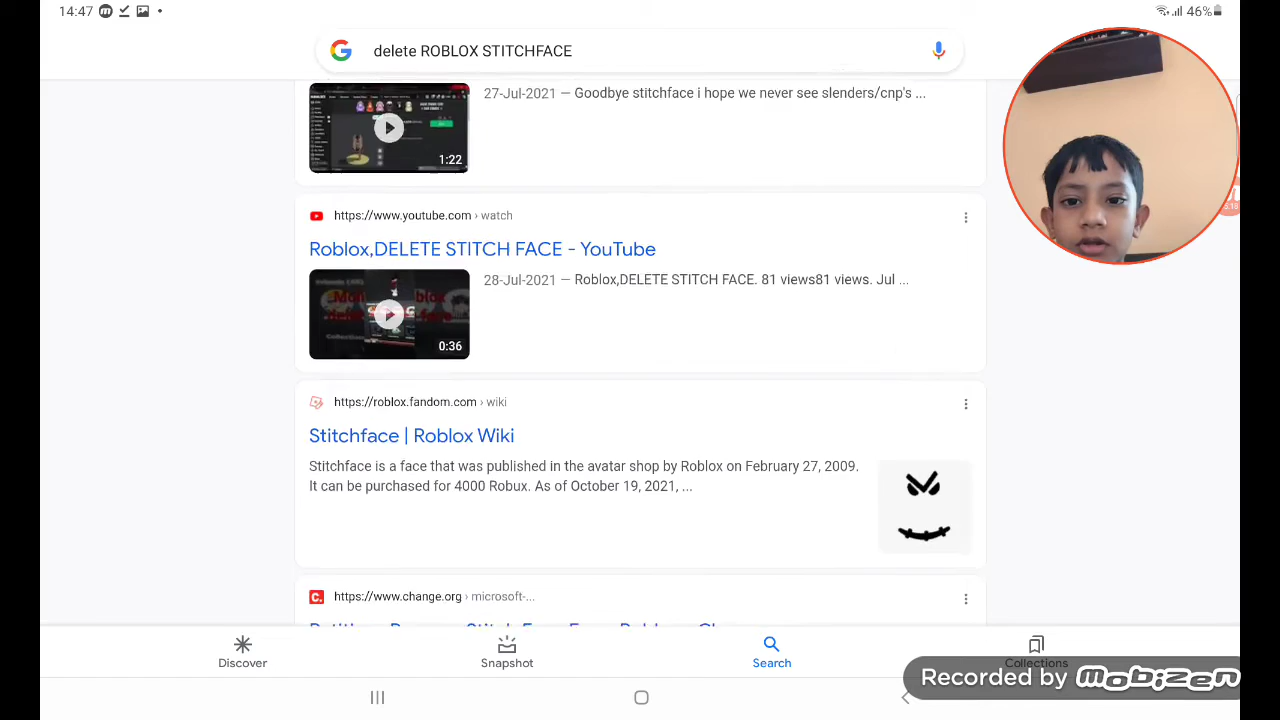 14:47
46%
delete ROBLOX STITCHFACE
27-Jul-2021 — Goodbye stitchface i hope we never see slenders/cnp's ...
1:22
https://www.youtube.com › watch
Roblox,DELETE STITCH FACE - YouTube
28-Jul-2021 — Roblox,DELETE STITCH FACE. 81 views81 views. Jul ...
0:36
https://roblox.fandom.com › wiki
Stitchface | Roblox Wiki
Stitchface is a face that was published in the avatar shop by Roblox on February 27, 2009.
It can be purchased for 4000 Robux. As of October 19, 2021, ...
https://www.change.org › microsoft-...
Discover
Snapshot
Search
Collections
Recorded by mobizen